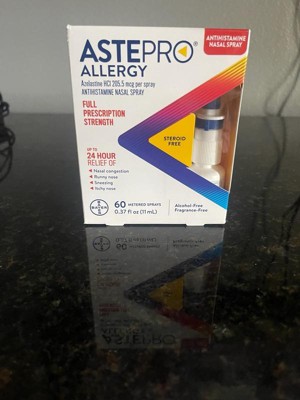 ANTIHISTAMINE
NASAL SPRAY
ASTEPRO
ALLERGY
Azelastine HCl 205.5 mcg per spray
ANTIHISTAMINE NASAL SPRAY
FULL
PRESCRIPTION
STRENGTH
STEROID
FREE
UP TO
24 HOUR
RELIEF OF
Nasal congestion
Runny nose
Sneezing
Itchy nose
BAYER
60 METERED SPRAYS
0.37 fl oz (11 mL)
Alcohol-Free
Fragrance-Free